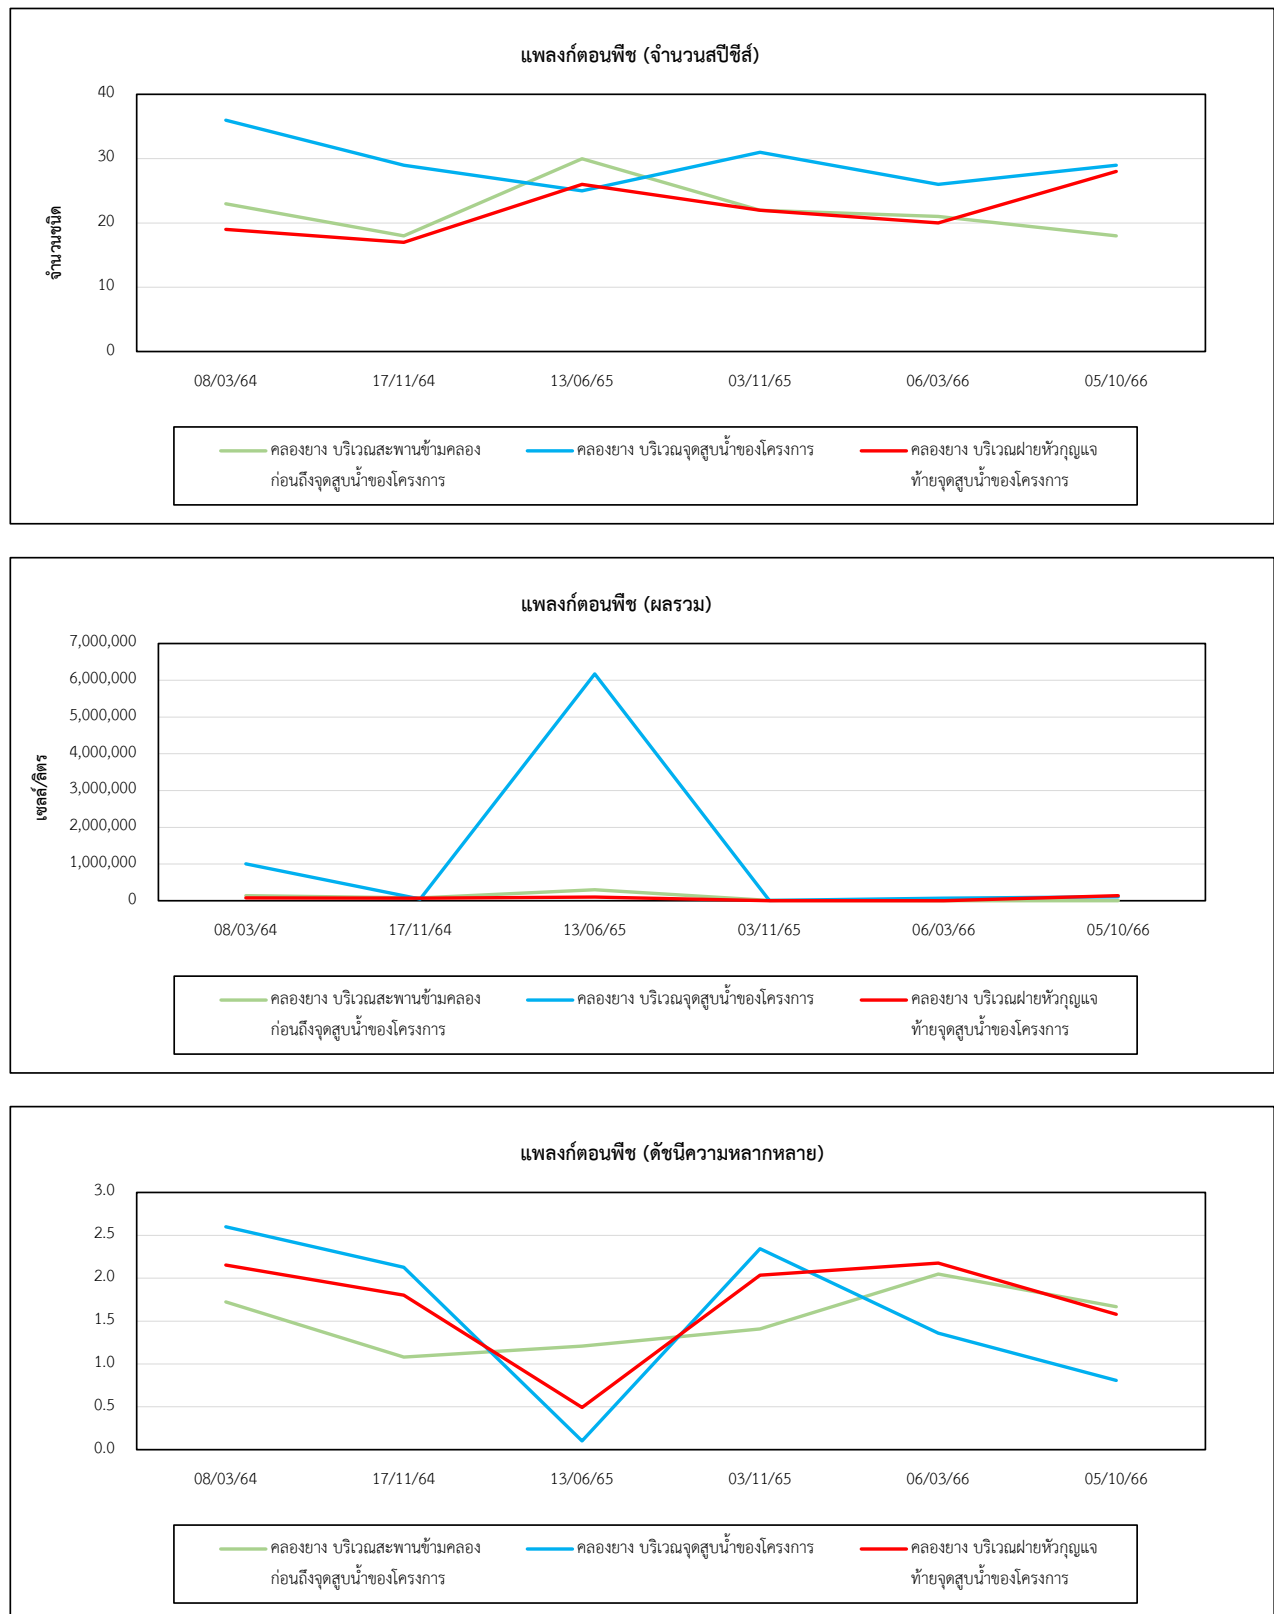 แพลงก์ตอนพืช (จำนวนสปีชีส์)
จำนวนชนิด
40
30
20
10
0
08/03/64 17/11/64 13/06/65 03/11/65 06/03/66 05/10/66
คลองยาง บริเวณสะพานข้ามคลอง คลองยาง บริเวณจุดสูบน้ำของโครงการ คลองยาง บริเวณฝายหัวกุญแจ
ก่อนถึงจุดสูบน้ำของโครงการ ท้ายจุดสูบน้ำของโครงการ
แพลงก์ตอนพืช (ผลรวม)
เซลล์/ลิตร
7,000,000
6,000,000
5,000,000
4,000,000
3,000,000
2,000,000
1,000,000
0
08/03/64 17/11/64 13/06/65 03/11/65 06/03/66 05/10/66
คลองยาง บริเวณสะพานข้ามคลอง คลองยาง บริเวณจุดสูบน้ำของโครงการ คลองยาง บริเวณฝายหัวกุญแจ
ก่อนถึงจุดสูบน้ำของโครงการ ท้ายจุดสูบน้ำของโครงการ
แพลงก์ตอนพืช (ดัชนีความหลากหลาย)
3.0
2.5
2.0
1.5
1.0
0.5
0.0
08/03/64 17/11/64 13/06/65 03/11/65 06/03/66 05/10/66
คลองยาง บริเวณสะพานข้ามคลอง คลองยาง บริเวณจุดสูบน้ำของโครงการ คลองยาง บริเวณฝายหัวกุญแจ
ก่อนถึงจุดสูบน้ำของโครงการ ท้ายจุดสูบน้ำของโครงการ